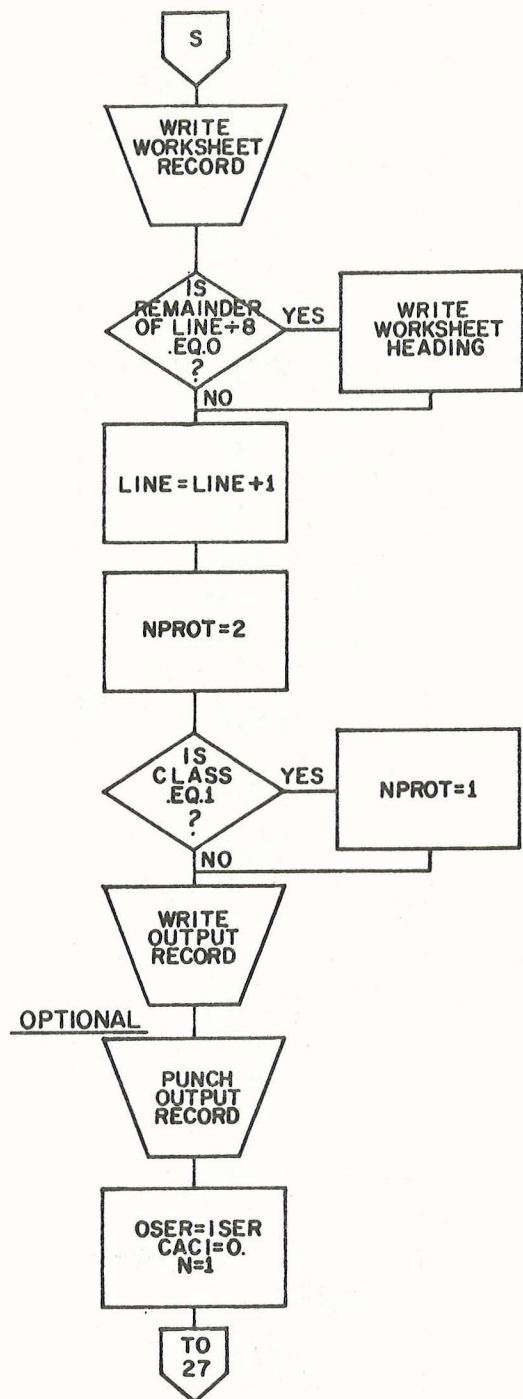 S
WRITE
WORKSHEET
RECORD
IS
REMAINDER
OF LINE÷8
.EQ.0
?
YES
WRITE
WORKSHEET
HEADING
NO
LINE=LINE+1
NPROT=2
IS
CLASS
.EQ.1
?
YES
NPROT=1
NO
WRITE
OUTPUT
RECORD
OPTIONAL
PUNCH
OUTPUT
RECORD
OSER=ISER
CACI=0.
N=1
TO
27